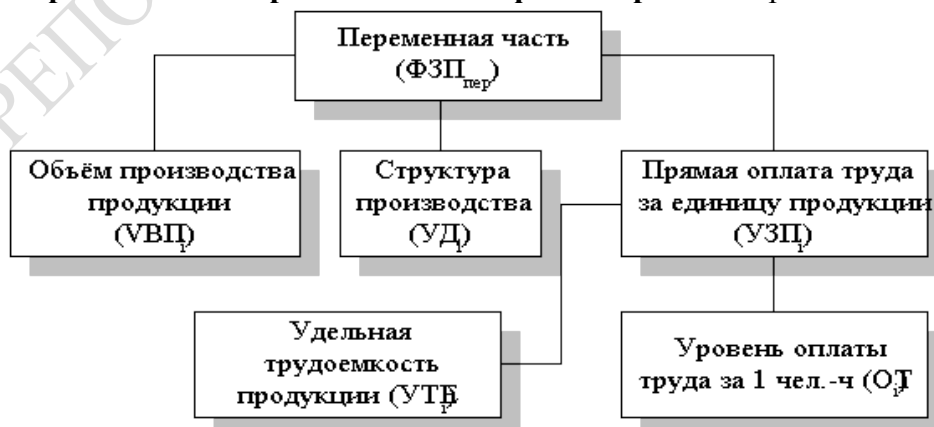 Переменная часть
(ФЗПпер)
Объём производства
продукции
(VВПi)
Структура
производства
(УДi)
Прямая оплата труда
за единицу продукции
(УЗПi)
Удельная
трудоемкость
продукции (УТЕi)
Уровень оплаты
труда за 1 чел.-ч (ОТi)